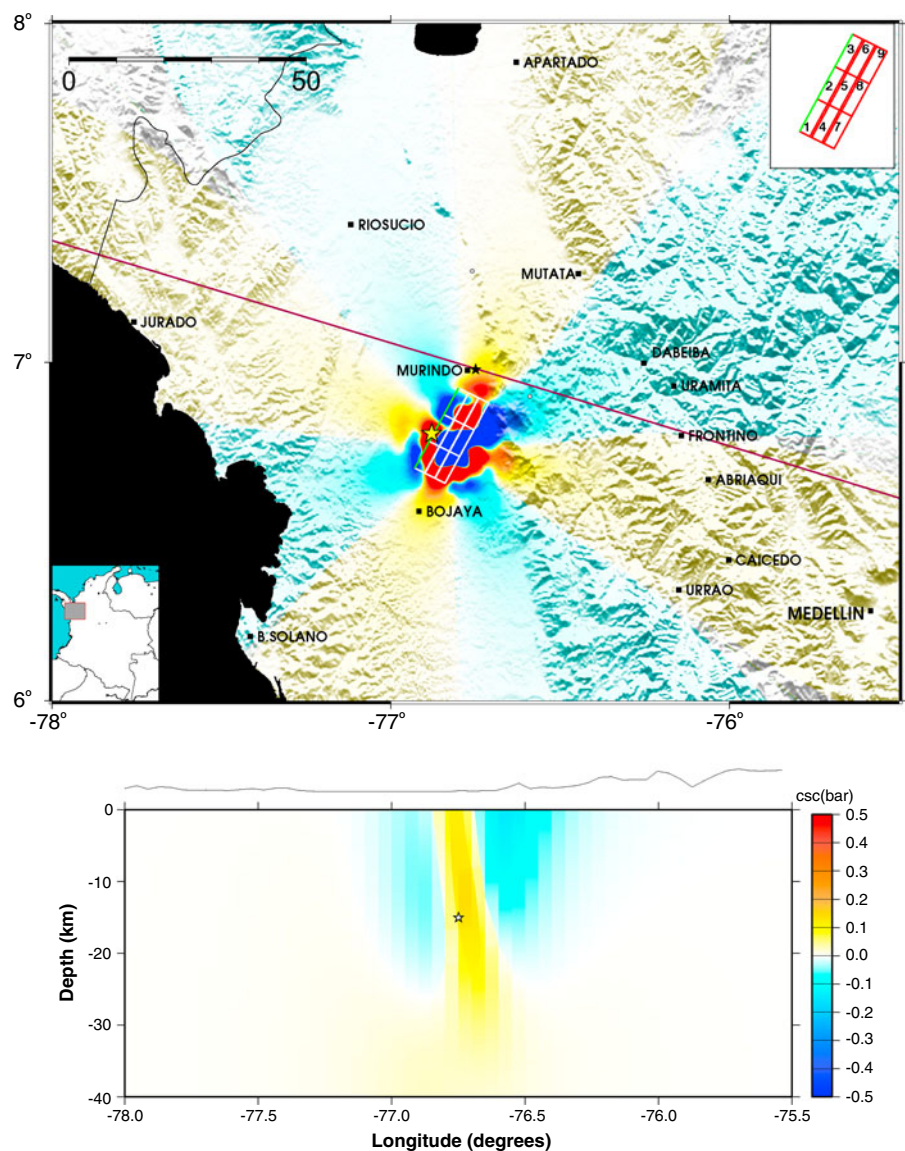 8°
0 50
APARTADO
3 6 9
2 5 8
1 4 7
RIOSUCIO
MUTATA
JURADO
7°
DABEIBA
MURINDO
URAMITA
FRONTINO
ABRIAQUI
BOJAYA
CAICEDO
URRAO
MEDELLIN
B.SOLANO
6°
-78° -77° -76°
csc(bar)
0 0.5
0.4
-10 0.3
0.2
0.1
-20 0.0
-0.1
-0.2
-30 -0.3
-0.4
-40 -0.5
Depth (km)
-78.0 -77.5 -77.0 -76.5 -76.0 -75.5
Longitude (degrees)